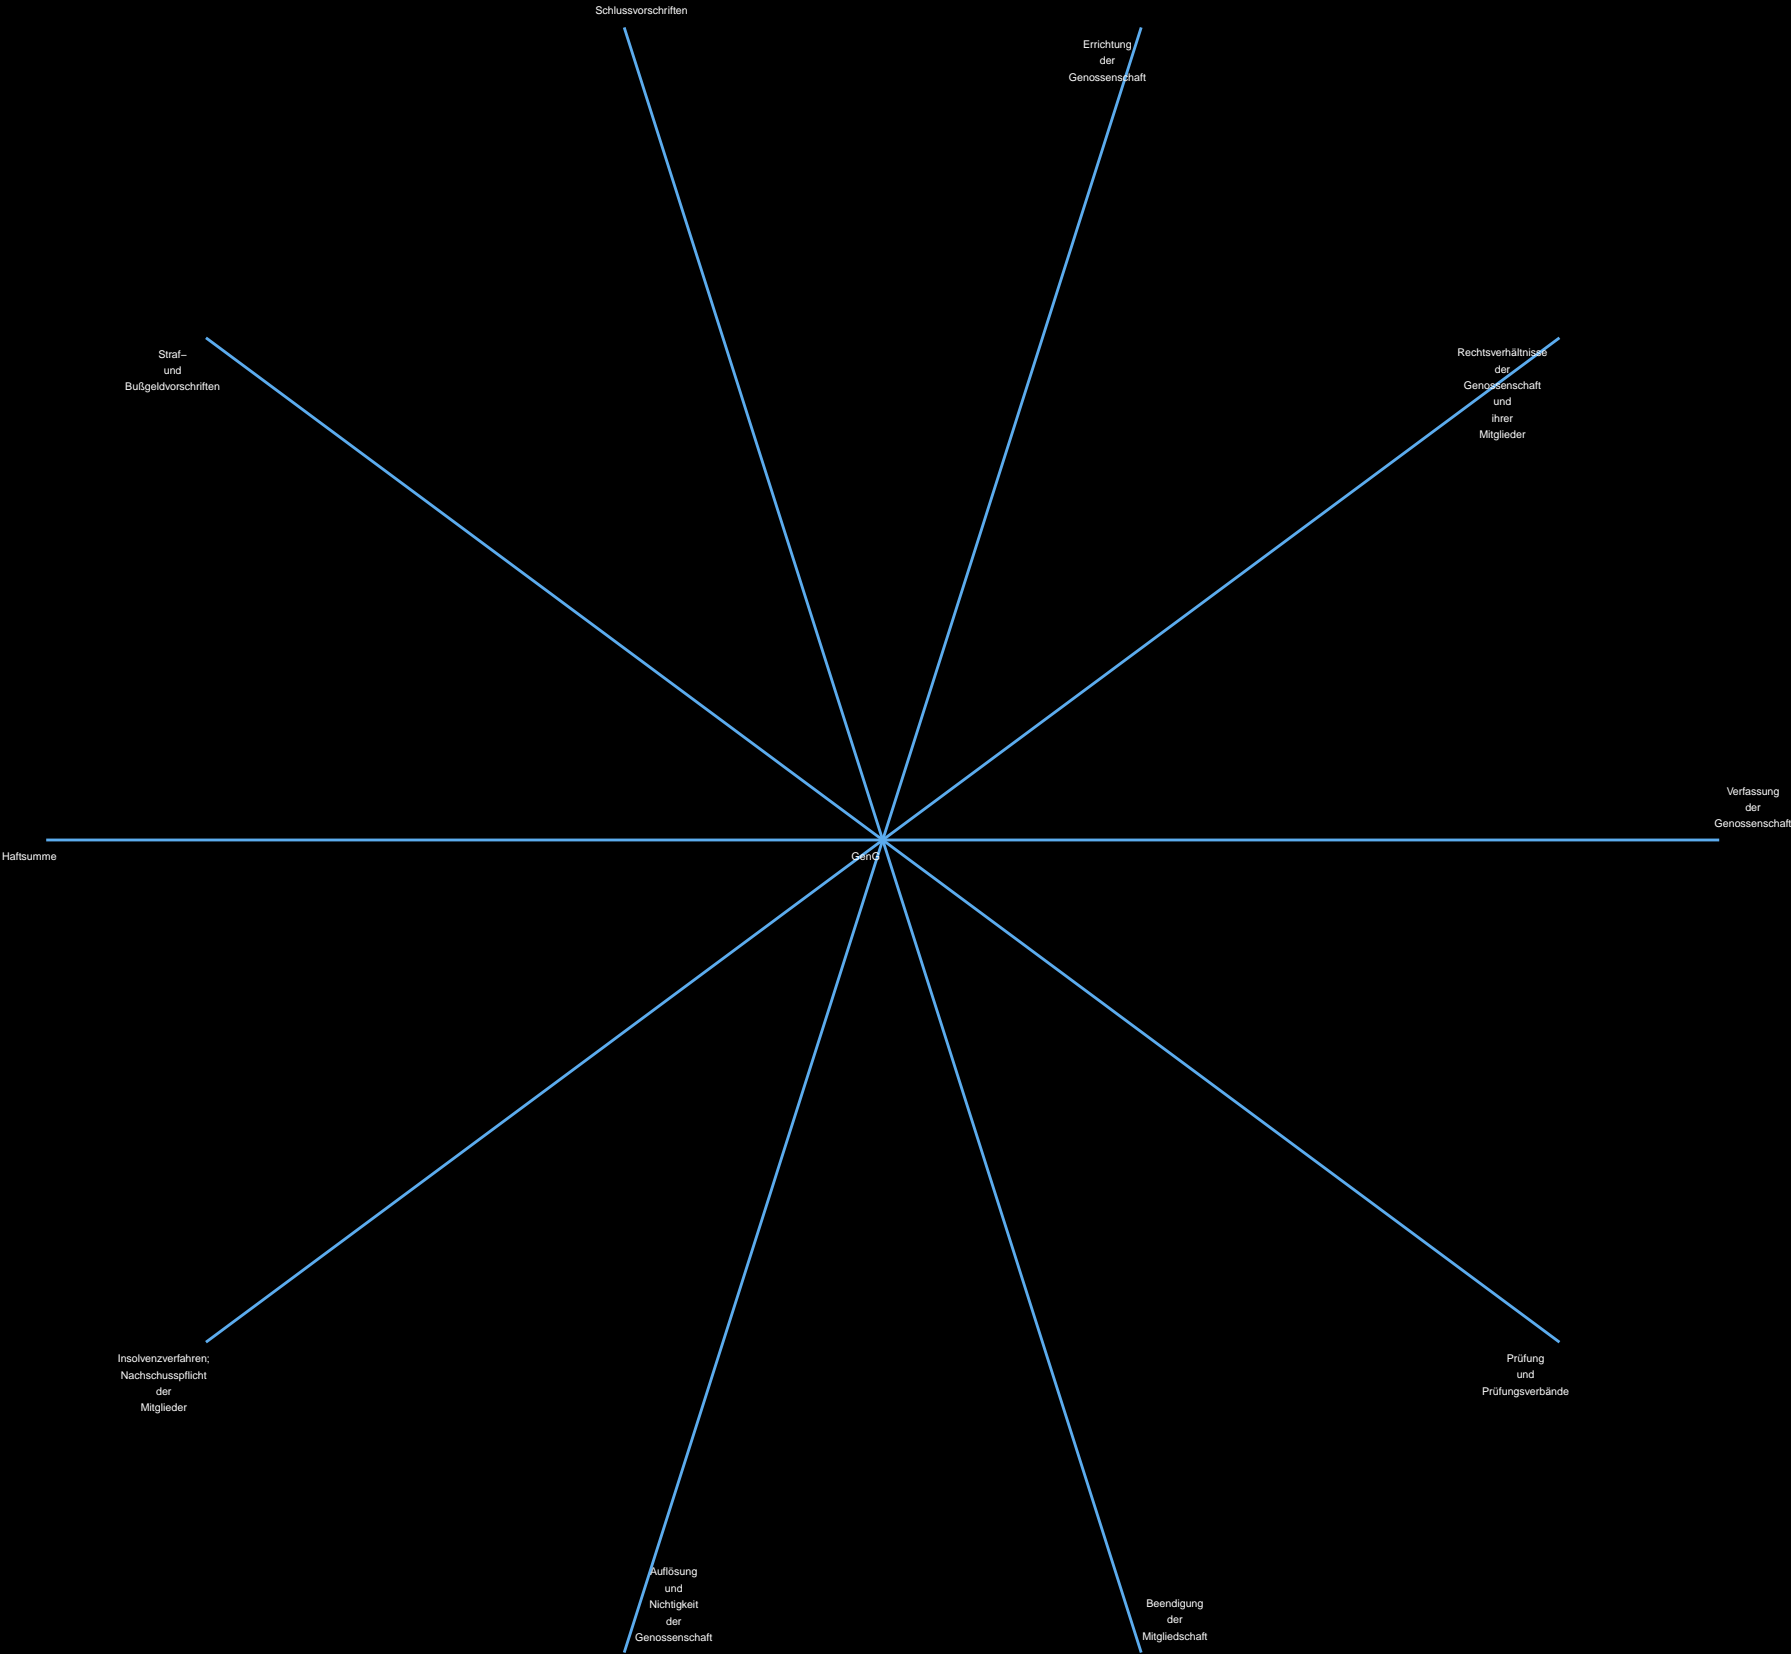 Schlussvorschriften
Errichtung
der
Genossenschaft
Straf–
und
Bußgeldvorschriften
Rechtsverhältnisse
der
Genossenschaft
und
ihrer
Mitglieder
Verfassung
der
Genossenschaft
Haftsumme
GenG
Insolvenzverfahren;
Nachschusspflicht
der
Mitglieder
Prüfung
und
Prüfungsverbände
Auflösung
und
Nichtigkeit
der
Genossenschaft
Beendigung
der
Mitgliedschaft